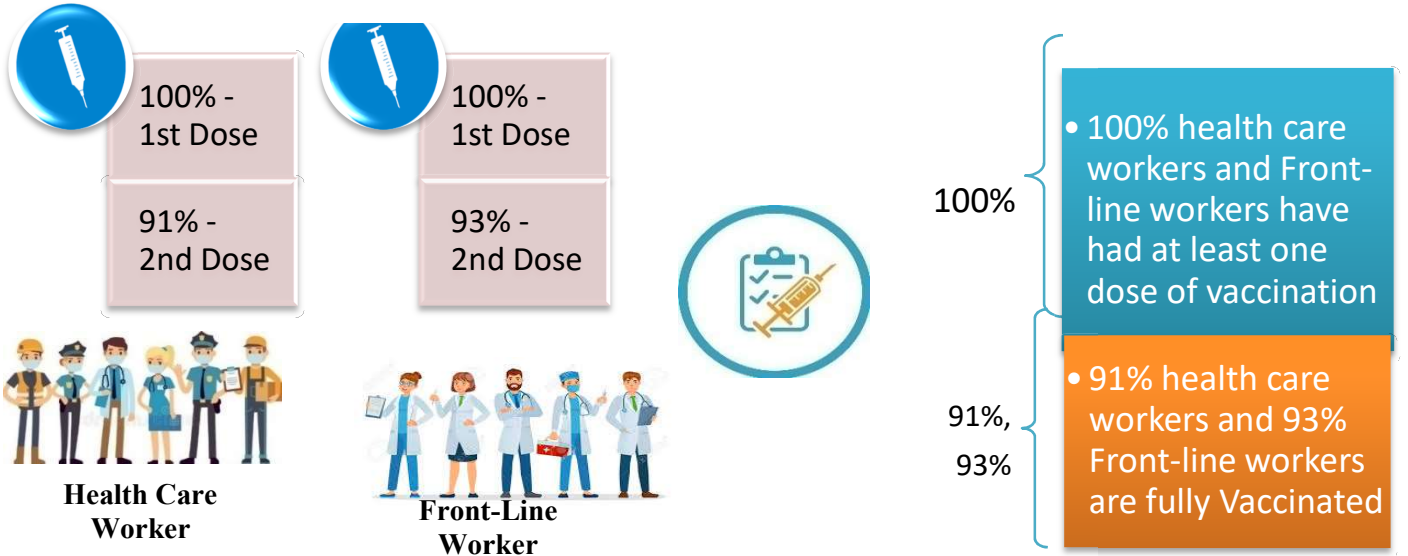 100% -
1st Dose
91% -
2nd Dose
Health Care
Worker
100% -
1st Dose
93% -
2nd Dose
Front-Line
Worker
100%
• 100% health care
workers and Front-
line workers have
had at least one
dose of vaccination
91%,
93%
• 91% health care
workers and 93%
Front-line workers
are fully Vaccinated